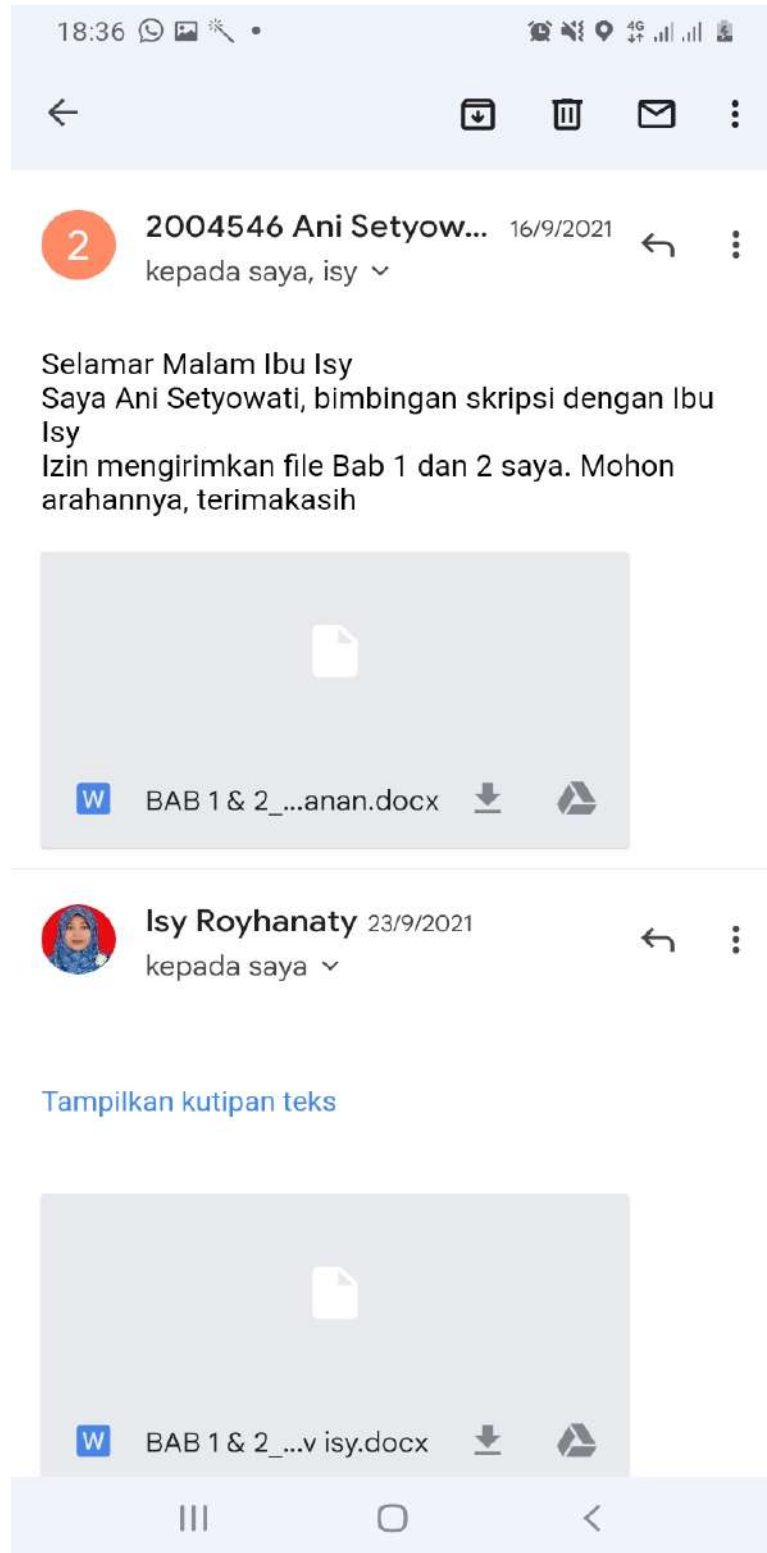 18:36
4G
2
2004546 Ani Setyow... 16/9/2021
kepada saya, isy
Selamar Malam Ibu Isy
Saya Ani Setyowati, bimbingan skripsi dengan Ibu
Isy
Izin mengirimkan file Bab 1 dan 2 saya. Mohon
arahannya, terimakasih
W BAB 1 & 2_...anan.docx
Isy Royhanaty 23/9/2021
kepada saya
Tampilkan kutipan teks
W BAB 1 & 2_...v isy.docx